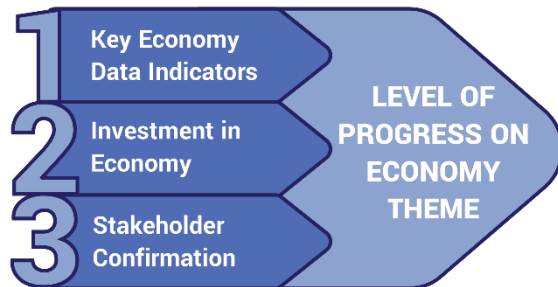 1
Key Economy
Data Indicators
2
Investment in
Economy
3
Stakeholder
Confirmation
LEVEL OF
PROGRESS ON
ECONOMY
THEME